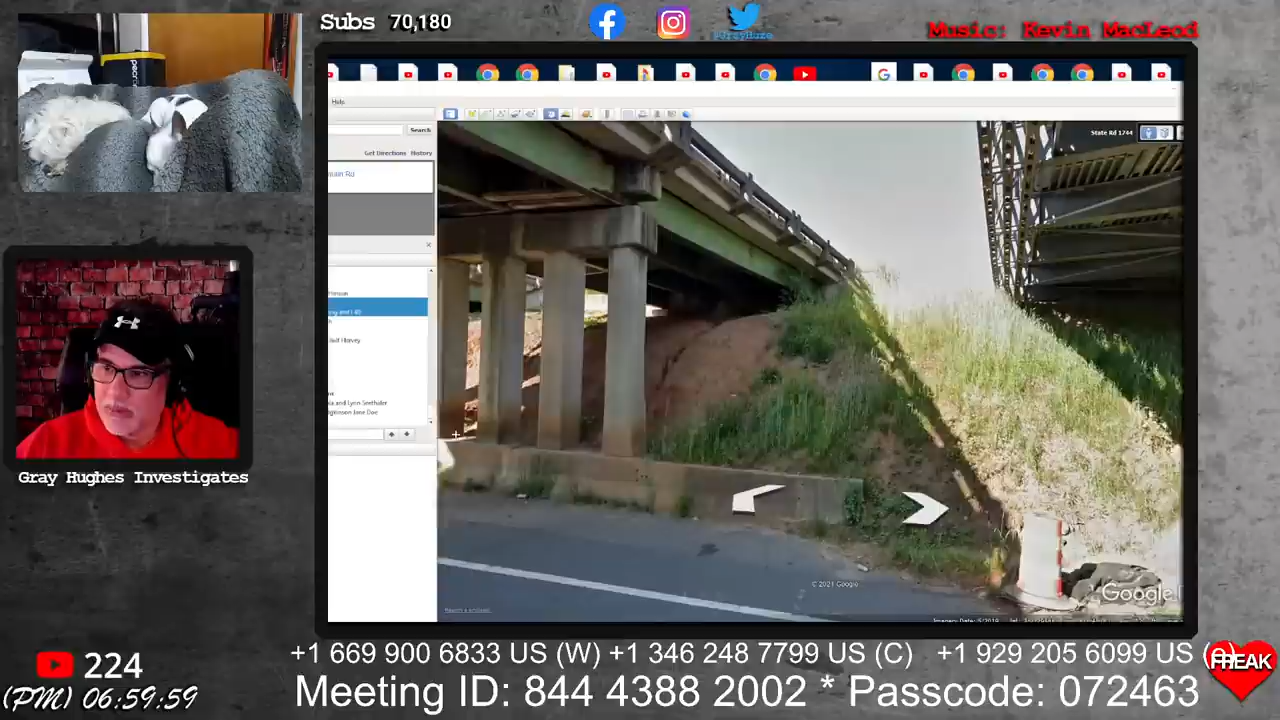 Subs 70,180
Music: Kevin MacLeod
Help
Search
State Rd 1744
Get Directions History
Gray Hughes Investigates
© 2021 Google
Google
224
(PM) 06:59:59
+1 669 900 6833 US (W) +1 346 248 7799 US (C) +1 929 205 6099 US
FREAK
Meeting ID: 844 4388 2002 * Passcode: 072463